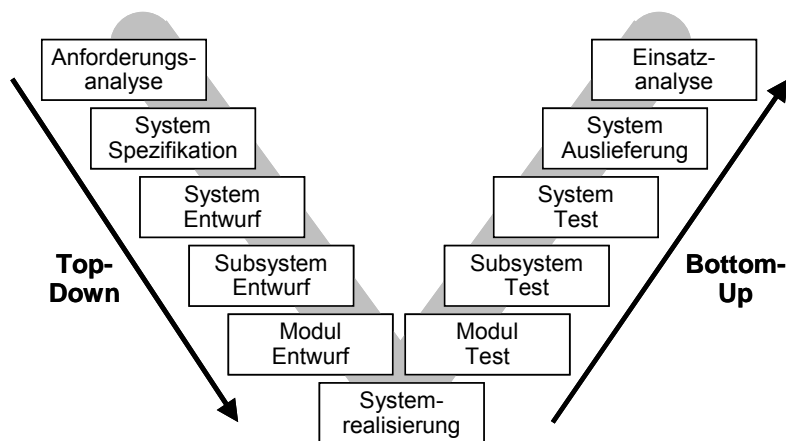 Anforderungs-
analyse
Einsatz-
analyse
System
Spezifikation
System
Auslieferung
System
Entwurf
System
Test
Top-
Down
Subsystem
Entwurf
Subsystem
Test
Bottom-
Up
Modul
Entwurf
Modul
Test
System-
realisierung